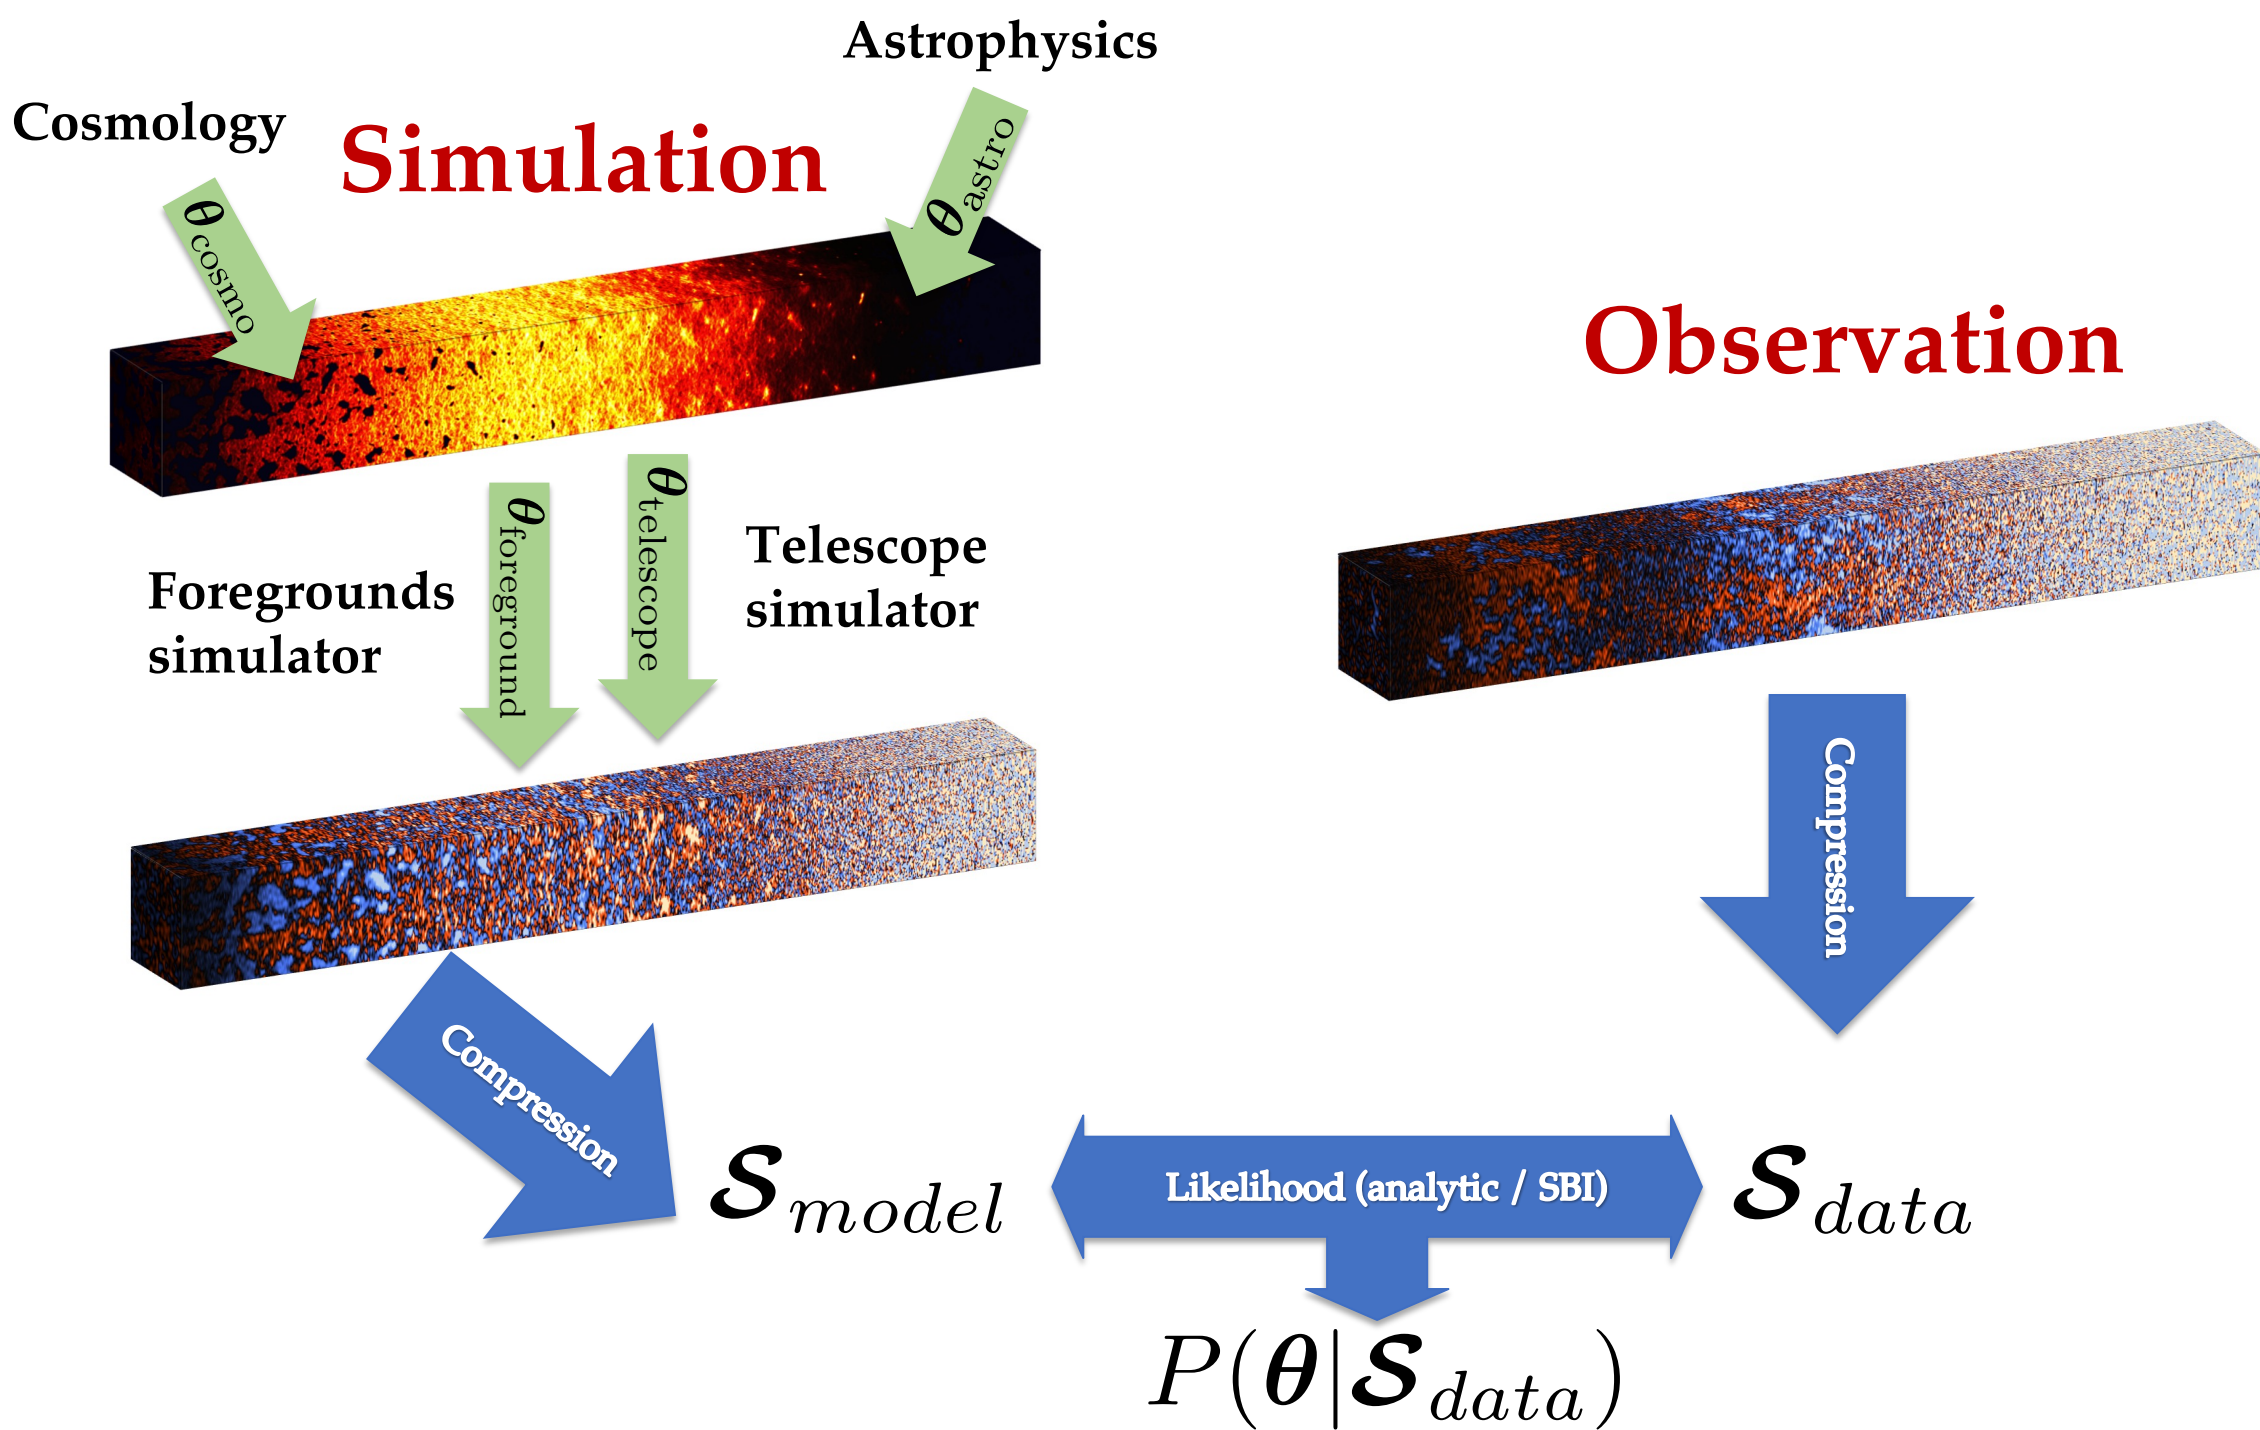 Astrophysics
Cosmology
Simulation
θcosmo
θastro
Observation
θforeground
θtelescope
Foregrounds
simulator
Telescope
simulator
Compression
Compression
𝓢model
Likelihood (analytic / SBI)
𝓢data
P(θ|𝓢data)